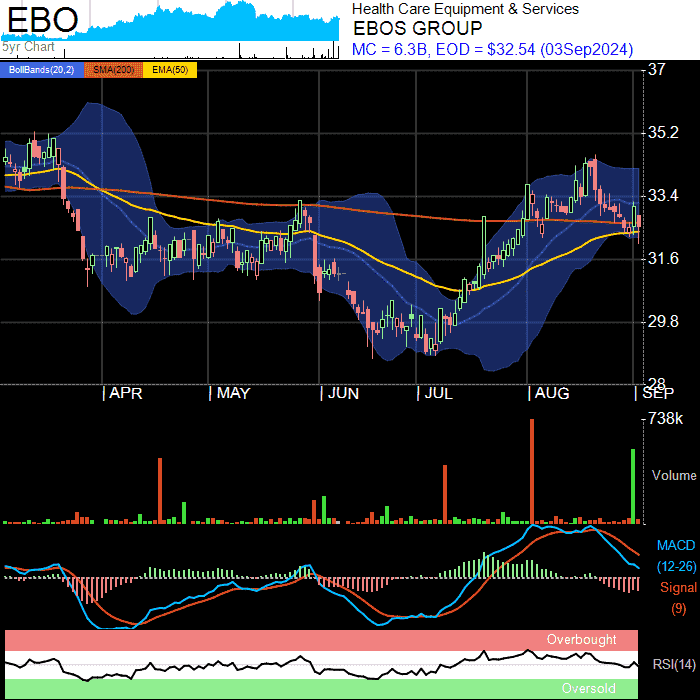 EBO
Health Care Equipment & Services
EBOS GROUP
5yr Chart
MC = 6.3B, EOD = $32.54 (03Sep2024)
BollBands(20,2) SMA(200) EMA(50)
37
35.2
33.4
31.6
29.8
28
APR MAY JUN JUL AUG SEP
738k
Volume
MACD
(12-26)
Signal
(9)
Overbought
RSI(14)
Oversold